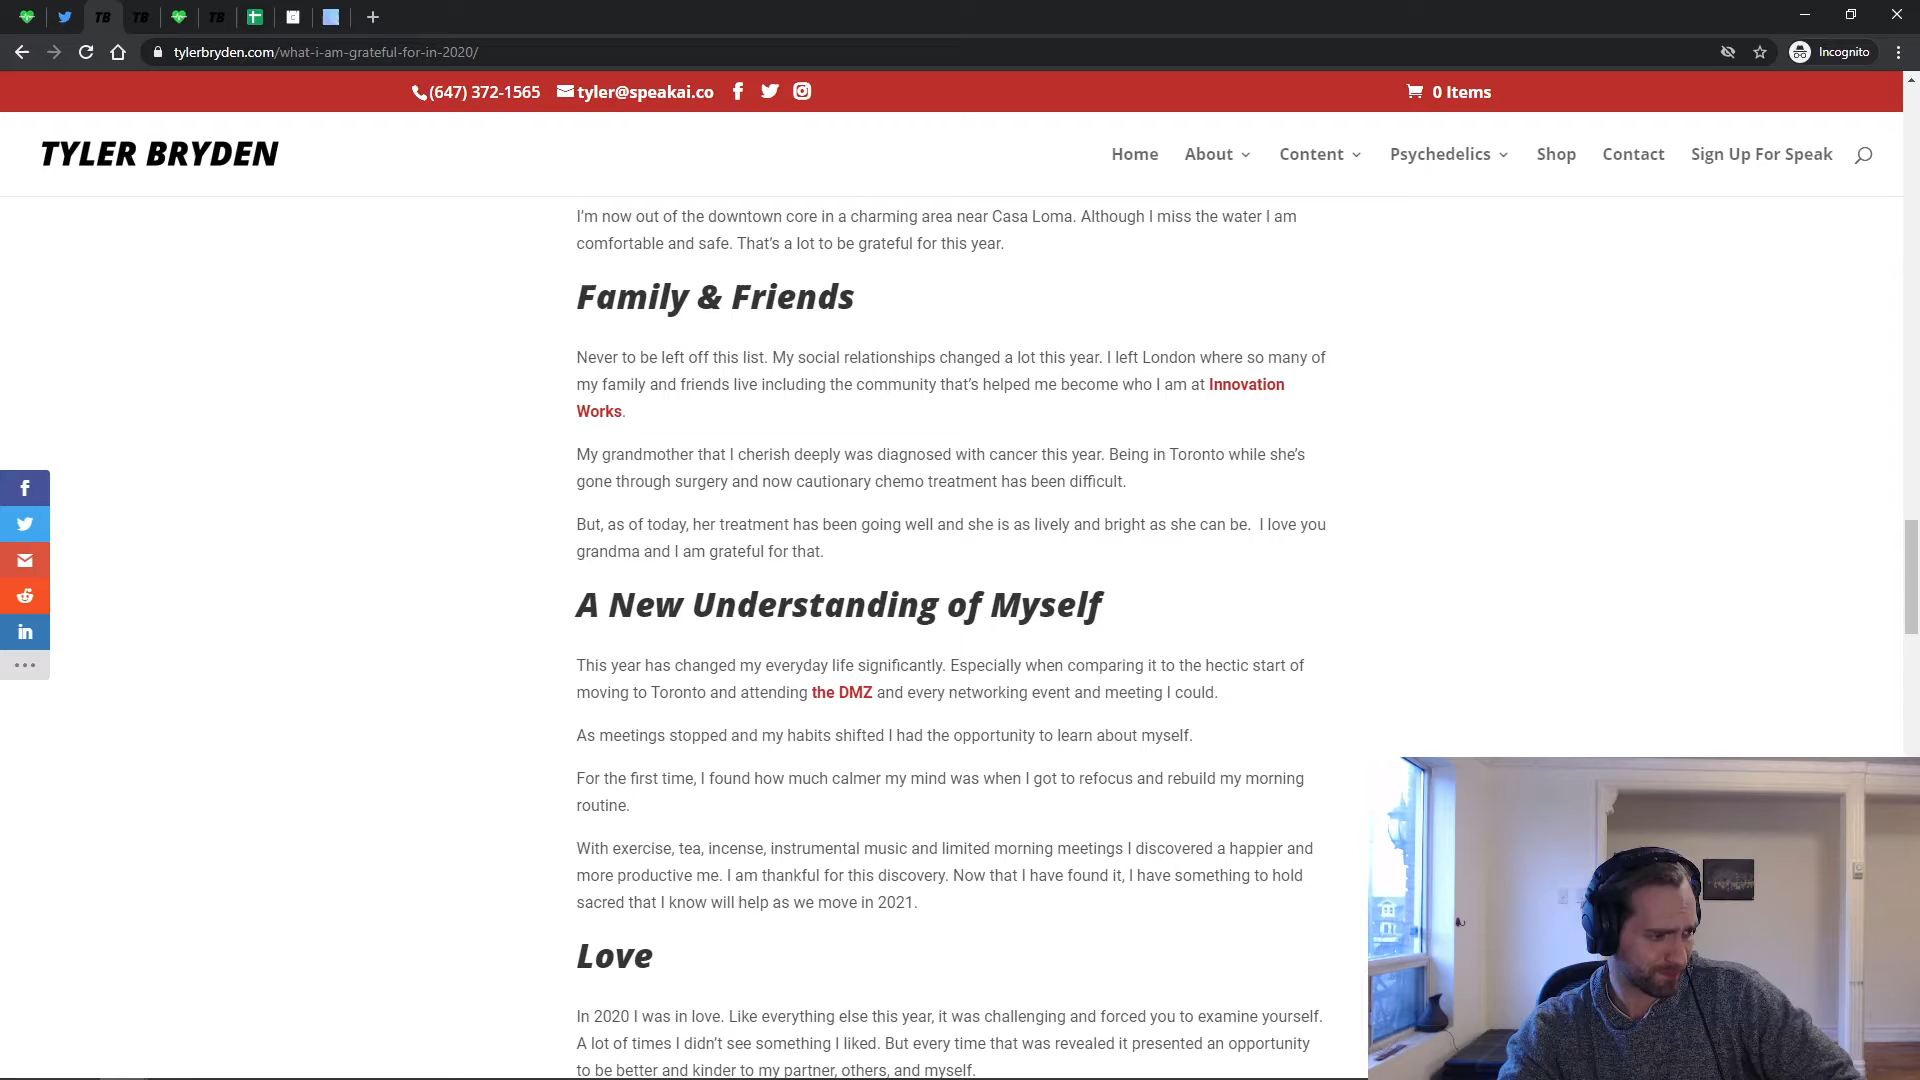 TB
TB
TB
tylerbryden.com/what-i-am-grateful-for-in-2020/
Incognito
(647) 372-1565
tyler@speakai.co
0 Items
TYLER BRYDEN
Home
About
Content
Psychedelics
Shop
Contact
Sign Up For Speak
I’m now out of the downtown core in a charming area near Casa Loma. Although I miss the water I am
comfortable and safe. That’s a lot to be grateful for this year.
Family & Friends
Never to be left off this list. My social relationships changed a lot this year. I left London where so many of
my family and friends live including the community that’s helped me become who I am at Innovation
Works.
My grandmother that I cherish deeply was diagnosed with cancer this year. Being in Toronto while she’s
gone through surgery and now cautionary chemo treatment has been difficult.
But, as of today, her treatment has been going well and she is as lively and bright as she can be.  I love you
grandma and I am grateful for that.
A New Understanding of Myself
This year has changed my everyday life significantly. Especially when comparing it to the hectic start of
moving to Toronto and attending the DMZ and every networking event and meeting I could.
As meetings stopped and my habits shifted I had the opportunity to learn about myself.
For the first time, I found how much calmer my mind was when I got to refocus and rebuild my morning
routine.
With exercise, tea, incense, instrumental music and limited morning meetings I discovered a happier and
more productive me. I am thankful for this discovery. Now that I have found it, I have something to hold
sacred that I know will help as we move in 2021.
Love
In 2020 I was in love. Like everything else this year, it was challenging and forced you to examine yourself.
A lot of times I didn’t see something I liked. But every time that was revealed it presented an opportunity
to be better and kinder to my partner, others, and myself.